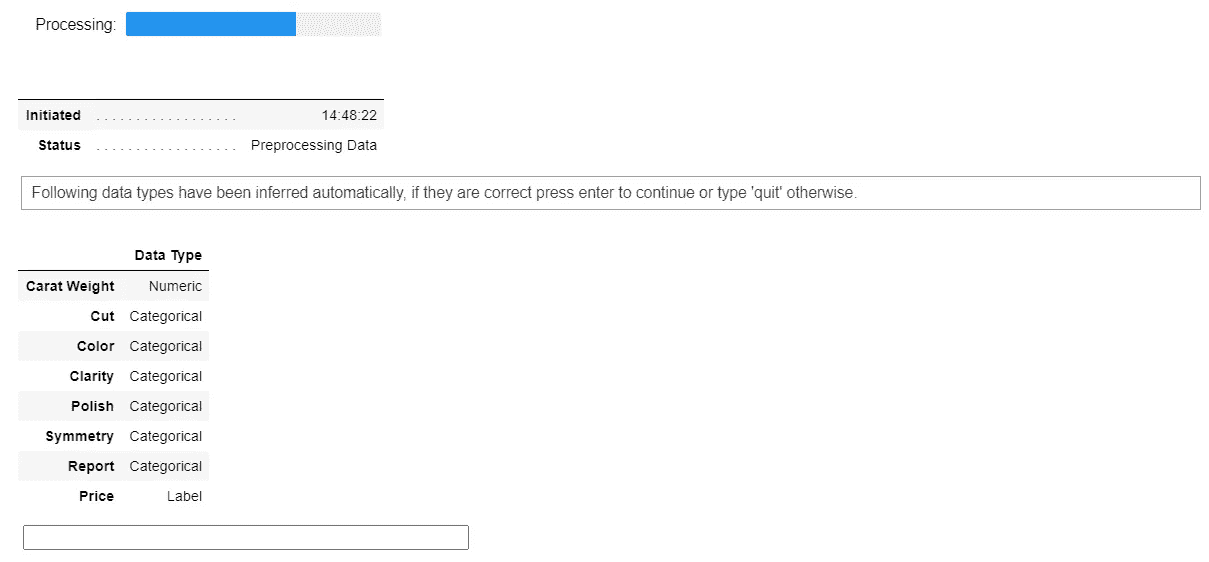 Processing:
Initiated . . . . . . . . . . . . . . . . . . 14:48:22
Status . . . . . . . . . . . . . . . . . . Preprocessing Data
Following data types have been inferred automatically, if they are correct press enter to continue or type 'quit' otherwise.
Data Type
Carat Weight Numeric
Cut Categorical
Color Categorical
Clarity Categorical
Polish Categorical
Symmetry Categorical
Report Categorical
Price Label